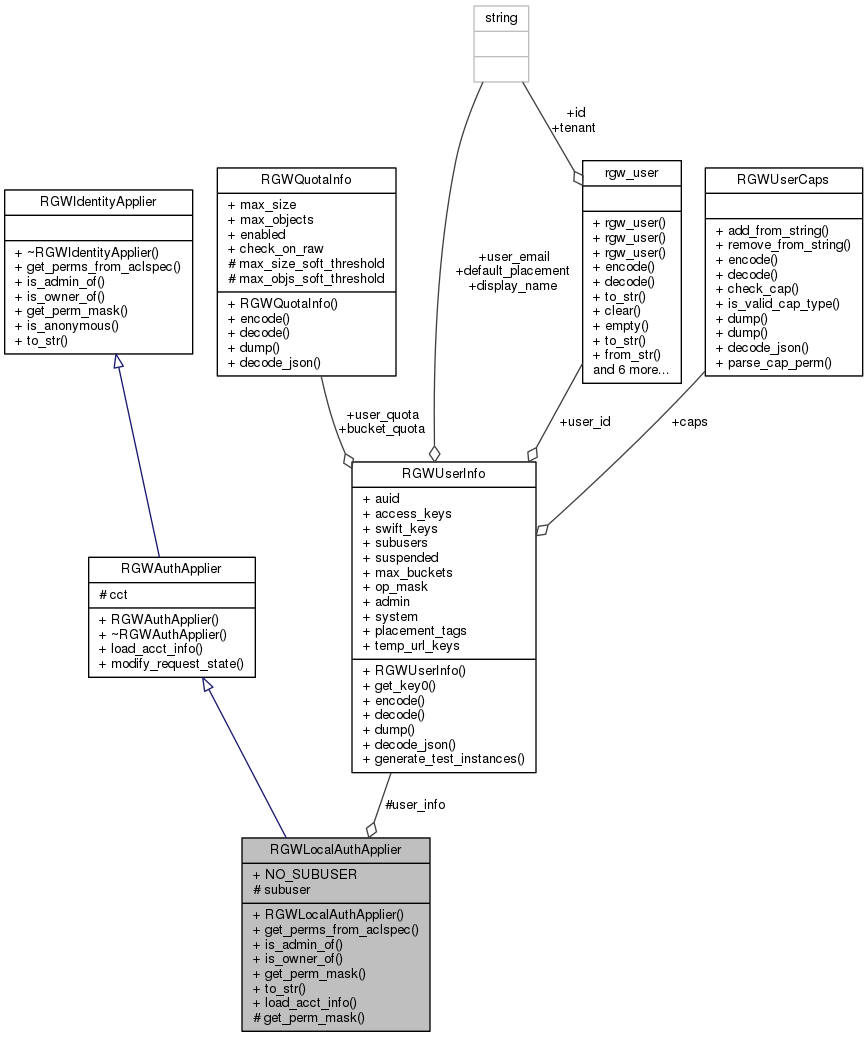 string
+id
+tenant
rgw_user
+ rgw_user()
+ rgw_user()
+ rgw_user()
+ encode()
+ decode()
+ to_str()
+ clear()
+ empty()
+ to_str()
+ from_str()
and 6 more...
RGWUserCaps
+ add_from_string()
+ remove_from_string()
+ encode()
+ decode()
+ check_cap()
+ is_valid_cap_type()
+ dump()
+ dump()
+ decode_json()
+ parse_cap_perm()
RGWQuotaInfo
+ max_size
+ max_objects
+ enabled
+ check_on_raw
# max_size_soft_threshold
# max_objs_soft_threshold
+ RGWQuotaInfo()
+ encode()
+ decode()
+ dump()
+ decode_json()
RGWIdentityApplier
+ ~RGWIdentityApplier()
+ get_perms_from_aclspec()
+ is_admin_of()
+ is_owner_of()
+ get_perm_mask()
+ is_anonymous()
+ to_str()
+user_email
+default_placement
+display_name
+user_quota
+bucket_quota
+user_id
+caps
RGWUserInfo
+ auid
+ access_keys
+ swift_keys
+ subusers
+ suspended
+ max_buckets
+ op_mask
+ admin
+ system
+ placement_tags
+ temp_url_keys
+ RGWUserInfo()
+ get_key0()
+ encode()
+ decode()
+ dump()
+ decode_json()
+ generate_test_instances()
RGWAuthApplier
# cct
+ RGWAuthApplier()
+ ~RGWAuthApplier()
+ load_acct_info()
+ modify_request_state()
#user_info
RGWLocalAuthApplier
+ NO_SUBUSER
# subuser
+ RGWLocalAuthApplier()
+ get_perms_from_aclspec()
+ is_admin_of()
+ is_owner_of()
+ get_perm_mask()
+ to_str()
+ load_acct_info()
# get_perm_mask()